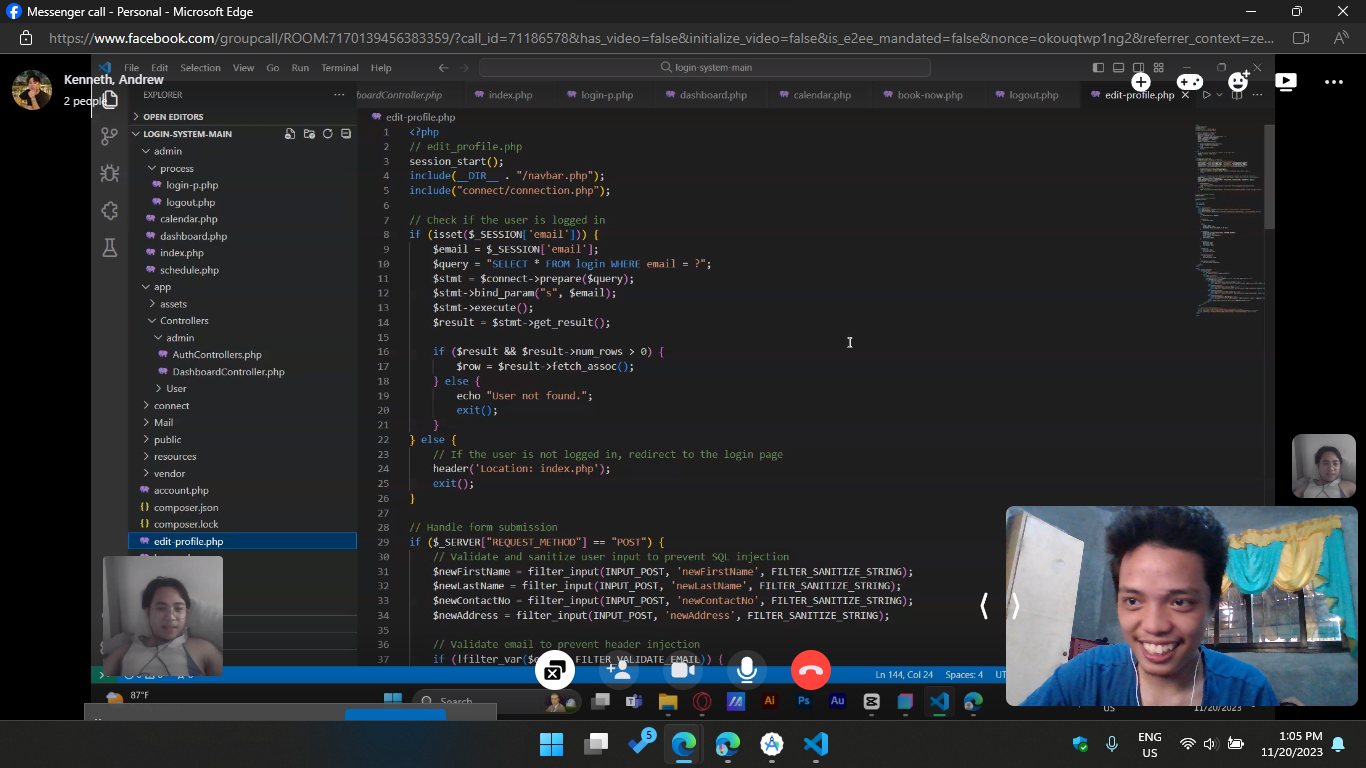 Messenger call - Personal - Microsoft Edge
https://www.facebook.com/groupcall/ROOM:7170139456383359/?call_id=71186578&has_video=false&initialize_video=false&is_e2ee_mandated=false&nonce=okouqtwp1ng2&referrer_context=ze...
Kenneth, Andrew
2 people
File Edit Selection View Go Run Terminal Help
login-system-main
EXPLORER
boardController.php index.php login-p.php dashboard.php calendar.php book-now.php logout.php edit-profile.php
OPEN EDITORS
LOGIN-SYSTEM-MAIN
admin
process
login-p.php
logout.php
calendar.php
dashboard.php
index.php
schedule.php
app
assets
Controllers
admin
AuthControllers.php
DashboardController.php
User
connect
Mail
public
resources
vendor
account.php
composer.json
composer.lock
edit-profile.php
edit-profile.php
1 <?php
2 // edit_profile.php
3 session_start();
4 include(__DIR__ . "/navbar.php");
5 include("connect/connection.php");
6
7 // Check if the user is logged in
8 if (isset($_SESSION['email'])) {
9 $email = $_SESSION['email'];
10 $query = "SELECT * FROM login WHERE email = ?";
11 $stmt = $connect->prepare($query);
12 $stmt->bind_param("s", $email);
13 $stmt->execute();
14 $result = $stmt->get_result();
15
16 if ($result && $result->num_rows > 0) {
17 $row = $result->fetch_assoc();
18 } else {
19 echo "User not found.";
20 exit();
21 }
22 } else {
23 // If the user is not logged in, redirect to the login page
24 header('Location: index.php');
25 exit();
26 }
27
28 // Handle form submission
29 if ($_SERVER["REQUEST_METHOD"] == "POST") {
30 // Validate and sanitize user input to prevent SQL injection
31 $newFirstName = filter_input(INPUT_POST, 'newFirstName', FILTER_SANITIZE_STRING);
32 $newLastName = filter_input(INPUT_POST, 'newLastName', FILTER_SANITIZE_STRING);
33 $newContactNo = filter_input(INPUT_POST, 'newContactNo', FILTER_SANITIZE_STRING);
34 $newAddress = filter_input(INPUT_POST, 'newAddress', FILTER_SANITIZE_STRING);
35
36 // Validate email to prevent header injection
37 if (!filter_var($e FILTER_VALIDATE_EMAIL)) {
Ln 144, Col 24 Spaces: 4 UT
87°F
Search
Ai Ps Au
US 11/20/2023
5
ENG
US
1:05 PM
11/20/2023